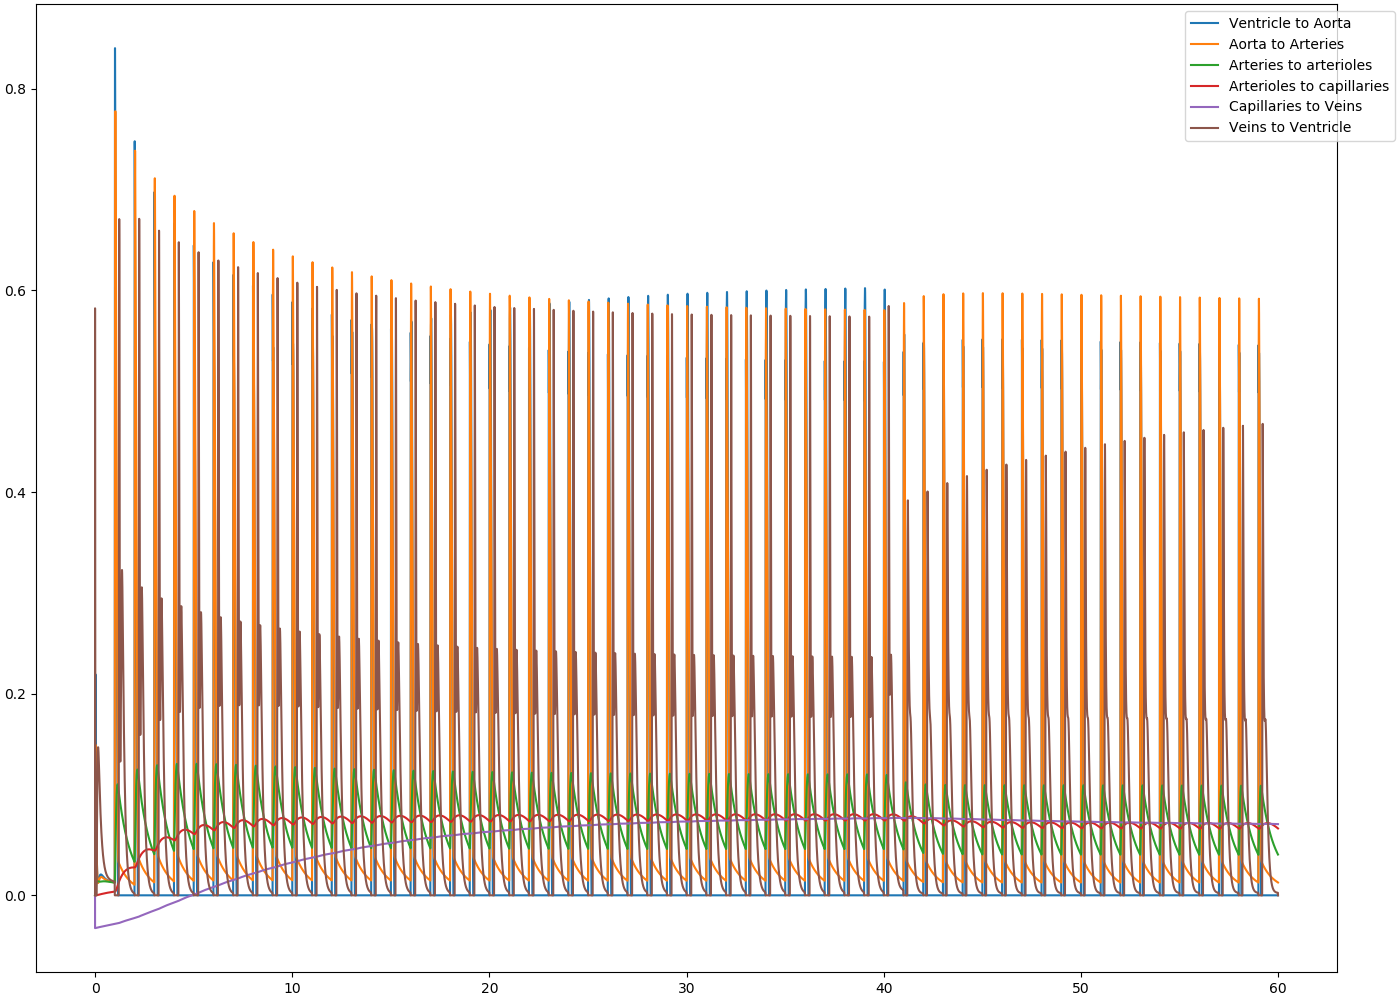 Ventricle to Aorta
Aorta to Arteries
Arteries to arterioles
Arterioles to capillaries
Capillaries to Veins
Veins to Ventricle
0.8
0.6
0.4
0.2
0.0
0 10 20 30 40 50 60